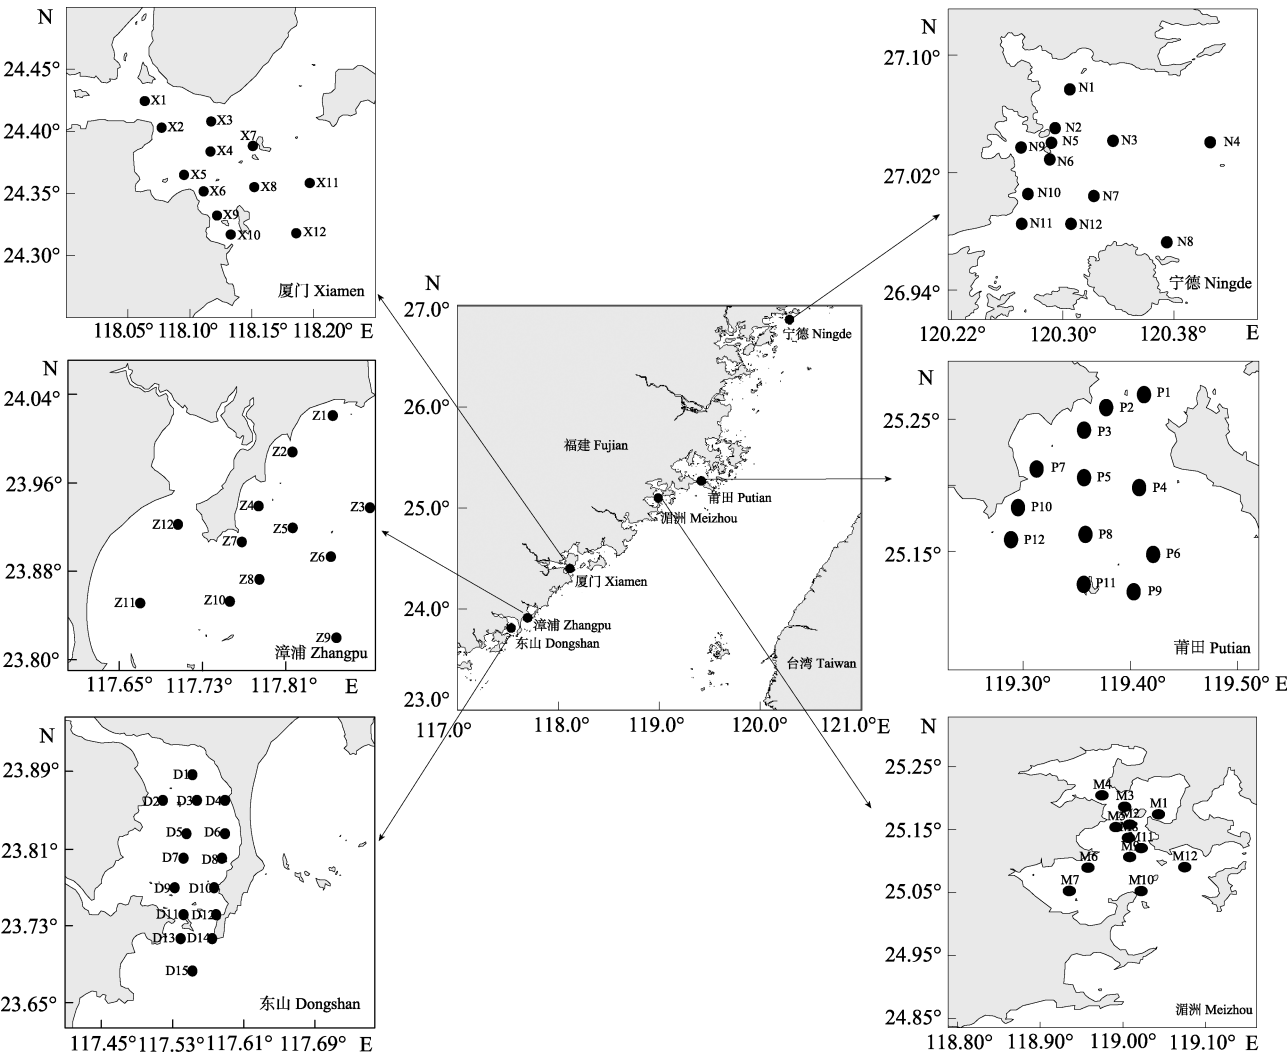 N
24.45°
24.40°
24.35°
24.30°
X1
X2
X3
X4
X7
X5
X6
X8
X11
X9
X10
X12
厦门 Xiamen
118.05° 118.10° 118.15° 118.20° E
N
24.04°
23.96°
23.88°
23.80°
Z1
Z2
Z3
Z4
Z12
Z5
Z7
Z6
Z8
Z11
Z10
Z9
漳浦 Zhangpu
117.65° 117.73° 117.81° E
N
23.89°
23.81°
23.73°
23.65°
D1
D2 D3 D4
D5 D6
D7 D8
D9 D10
D11 D12
D13 D14
D15
东山 Dongshan
117.45° 117.53° 117.61° 117.69° E
N
27.0°
26.0°
25.0°
24.0°
23.0°
宁德 Ningde
福建 Fujian
莆田 Putian
湄洲 Meizhou
厦门 Xiamen
漳浦 Zhangpu
东山 Dongshan
台湾 Taiwan
117.0° 118.0° 119.0° 120.0° 121.0° E
N
27.10°
27.02°
26.94°
N1
N2
N5
N3
N4
N9
N6
N10
N7
N11
N12
N8
宁德 Ningde
120.22° 120.30° 120.38° E
N
25.25°
25.15°
P1
P2
P3
P7
P5
P4
P10
P12
P8
P6
P11
P9
莆田 Putian
119.30° 119.40° 119.50° E
N
25.25°
25.15°
25.05°
24.95°
24.85°
M4
M3
M1
M2
M11
M6
M12
M7
M10
湄洲 Meizhou
118.80° 118.90° 119.00° 119.10° E